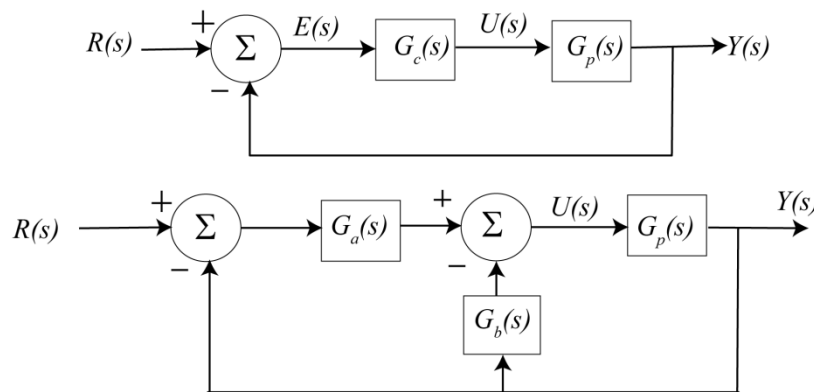 + E(s) U(s)
R(s) Σ G_c(s) G_p(s) Y(s)
−
+ + U(s) Y(s)
R(s) Σ G_a(s) Σ G_p(s)
− −
G_b(s)